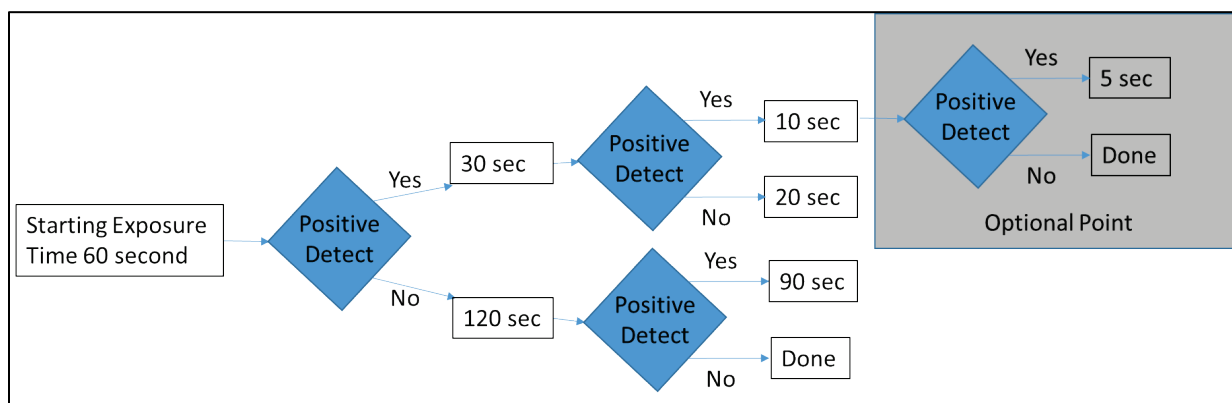 Starting Exposure
Time 60 second
Positive
Detect
Yes
30 sec
Positive
Detect
Yes
10 sec
Positive
Detect
Yes
5 sec
No
Done
Optional Point
No
20 sec
No
120 sec
Positive
Detect
Yes
90 sec
No
Done